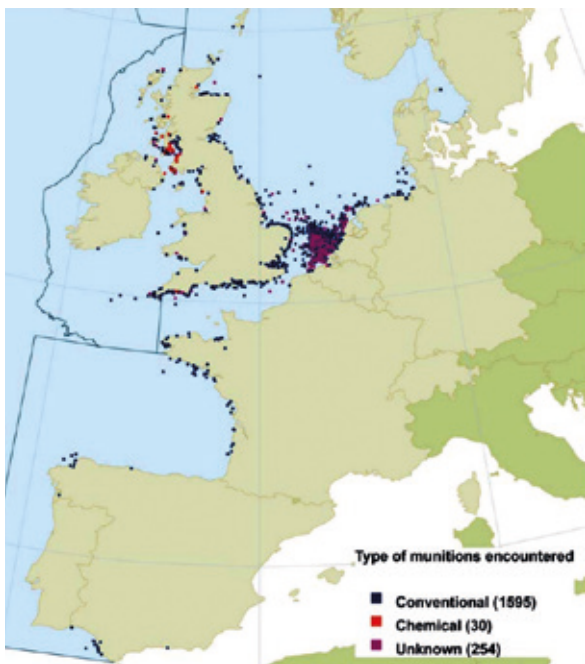 Type of munitions encountered
Conventional (1595)
Chemical (30)
Unknown (254)